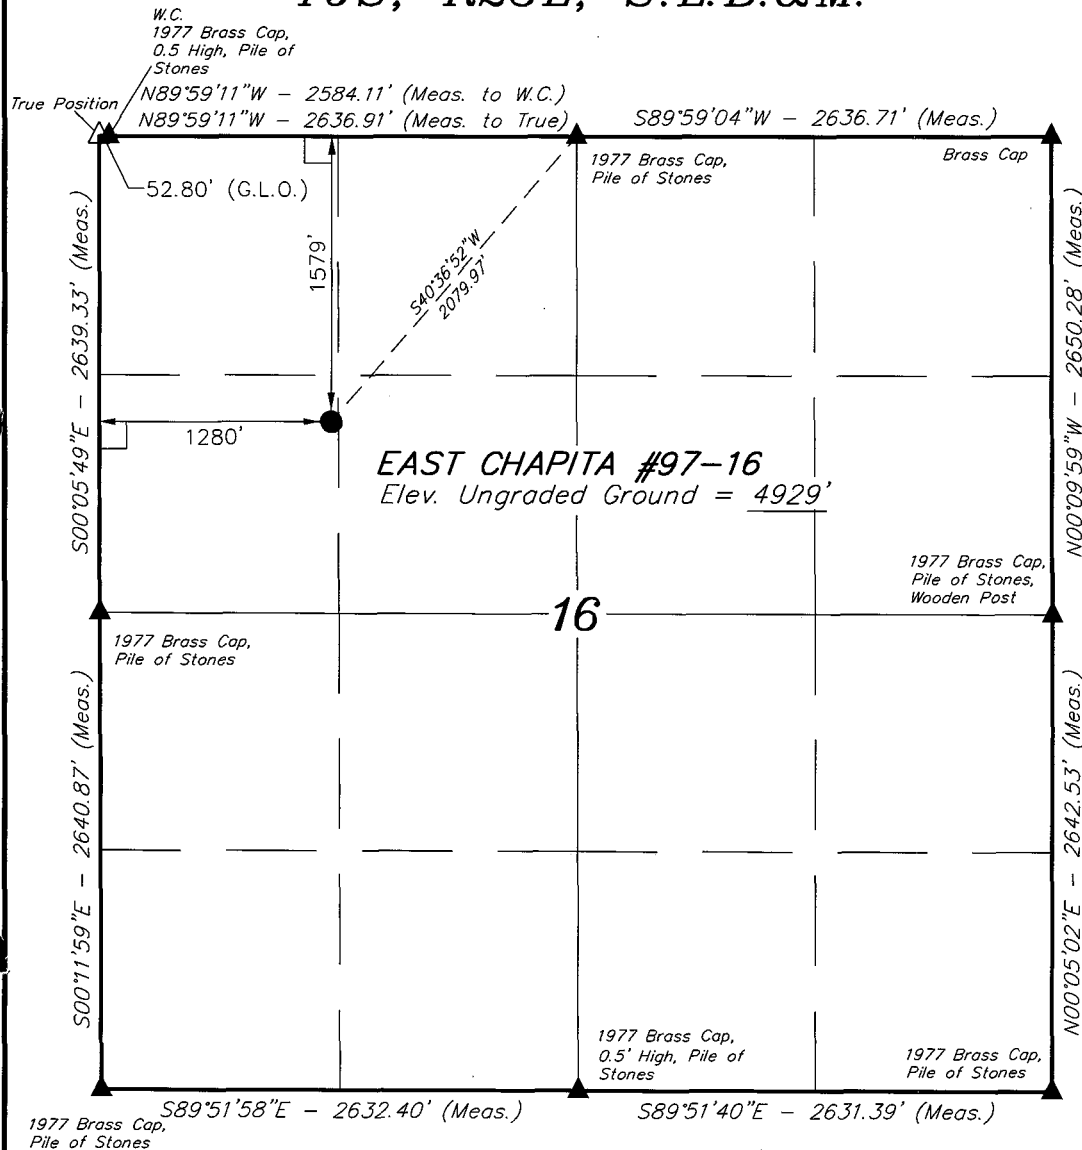 W.C.
1977 Brass Cap,
0.5 High, Pile of
Stones
True Position
N89°59'11"W - 2584.11' (Meas. to W.C.)
N89°59'11"W - 2636.91' (Meas. to True)
S89°59'04"W - 2636.71' (Meas.)
1977 Brass Cap,
Pile of Stones
Brass Cap
52.80' (G.L.O.)
S00°05'49"E - 2639.33' (Meas.)
1579'
S40°36'52"W
2079.97'
N00°09'59"W - 2650.28' (Meas.)
1280'
EAST CHAPITA #97-16
Elev. Ungraded Ground = 4929'
1977 Brass Cap,
Pile of Stones,
Wooden Post
16
1977 Brass Cap,
Pile of Stones
S00°11'59"E - 2640.87' (Meas.)
N00°05'02"E - 2642.53' (Meas.)
1977 Brass Cap,
0.5' High, Pile of
Stones
1977 Brass Cap,
Pile of Stones
S89°51'58"E - 2632.40' (Meas.)
S89°51'40"E - 2631.39' (Meas.)
1977 Brass Cap,
Pile of Stones